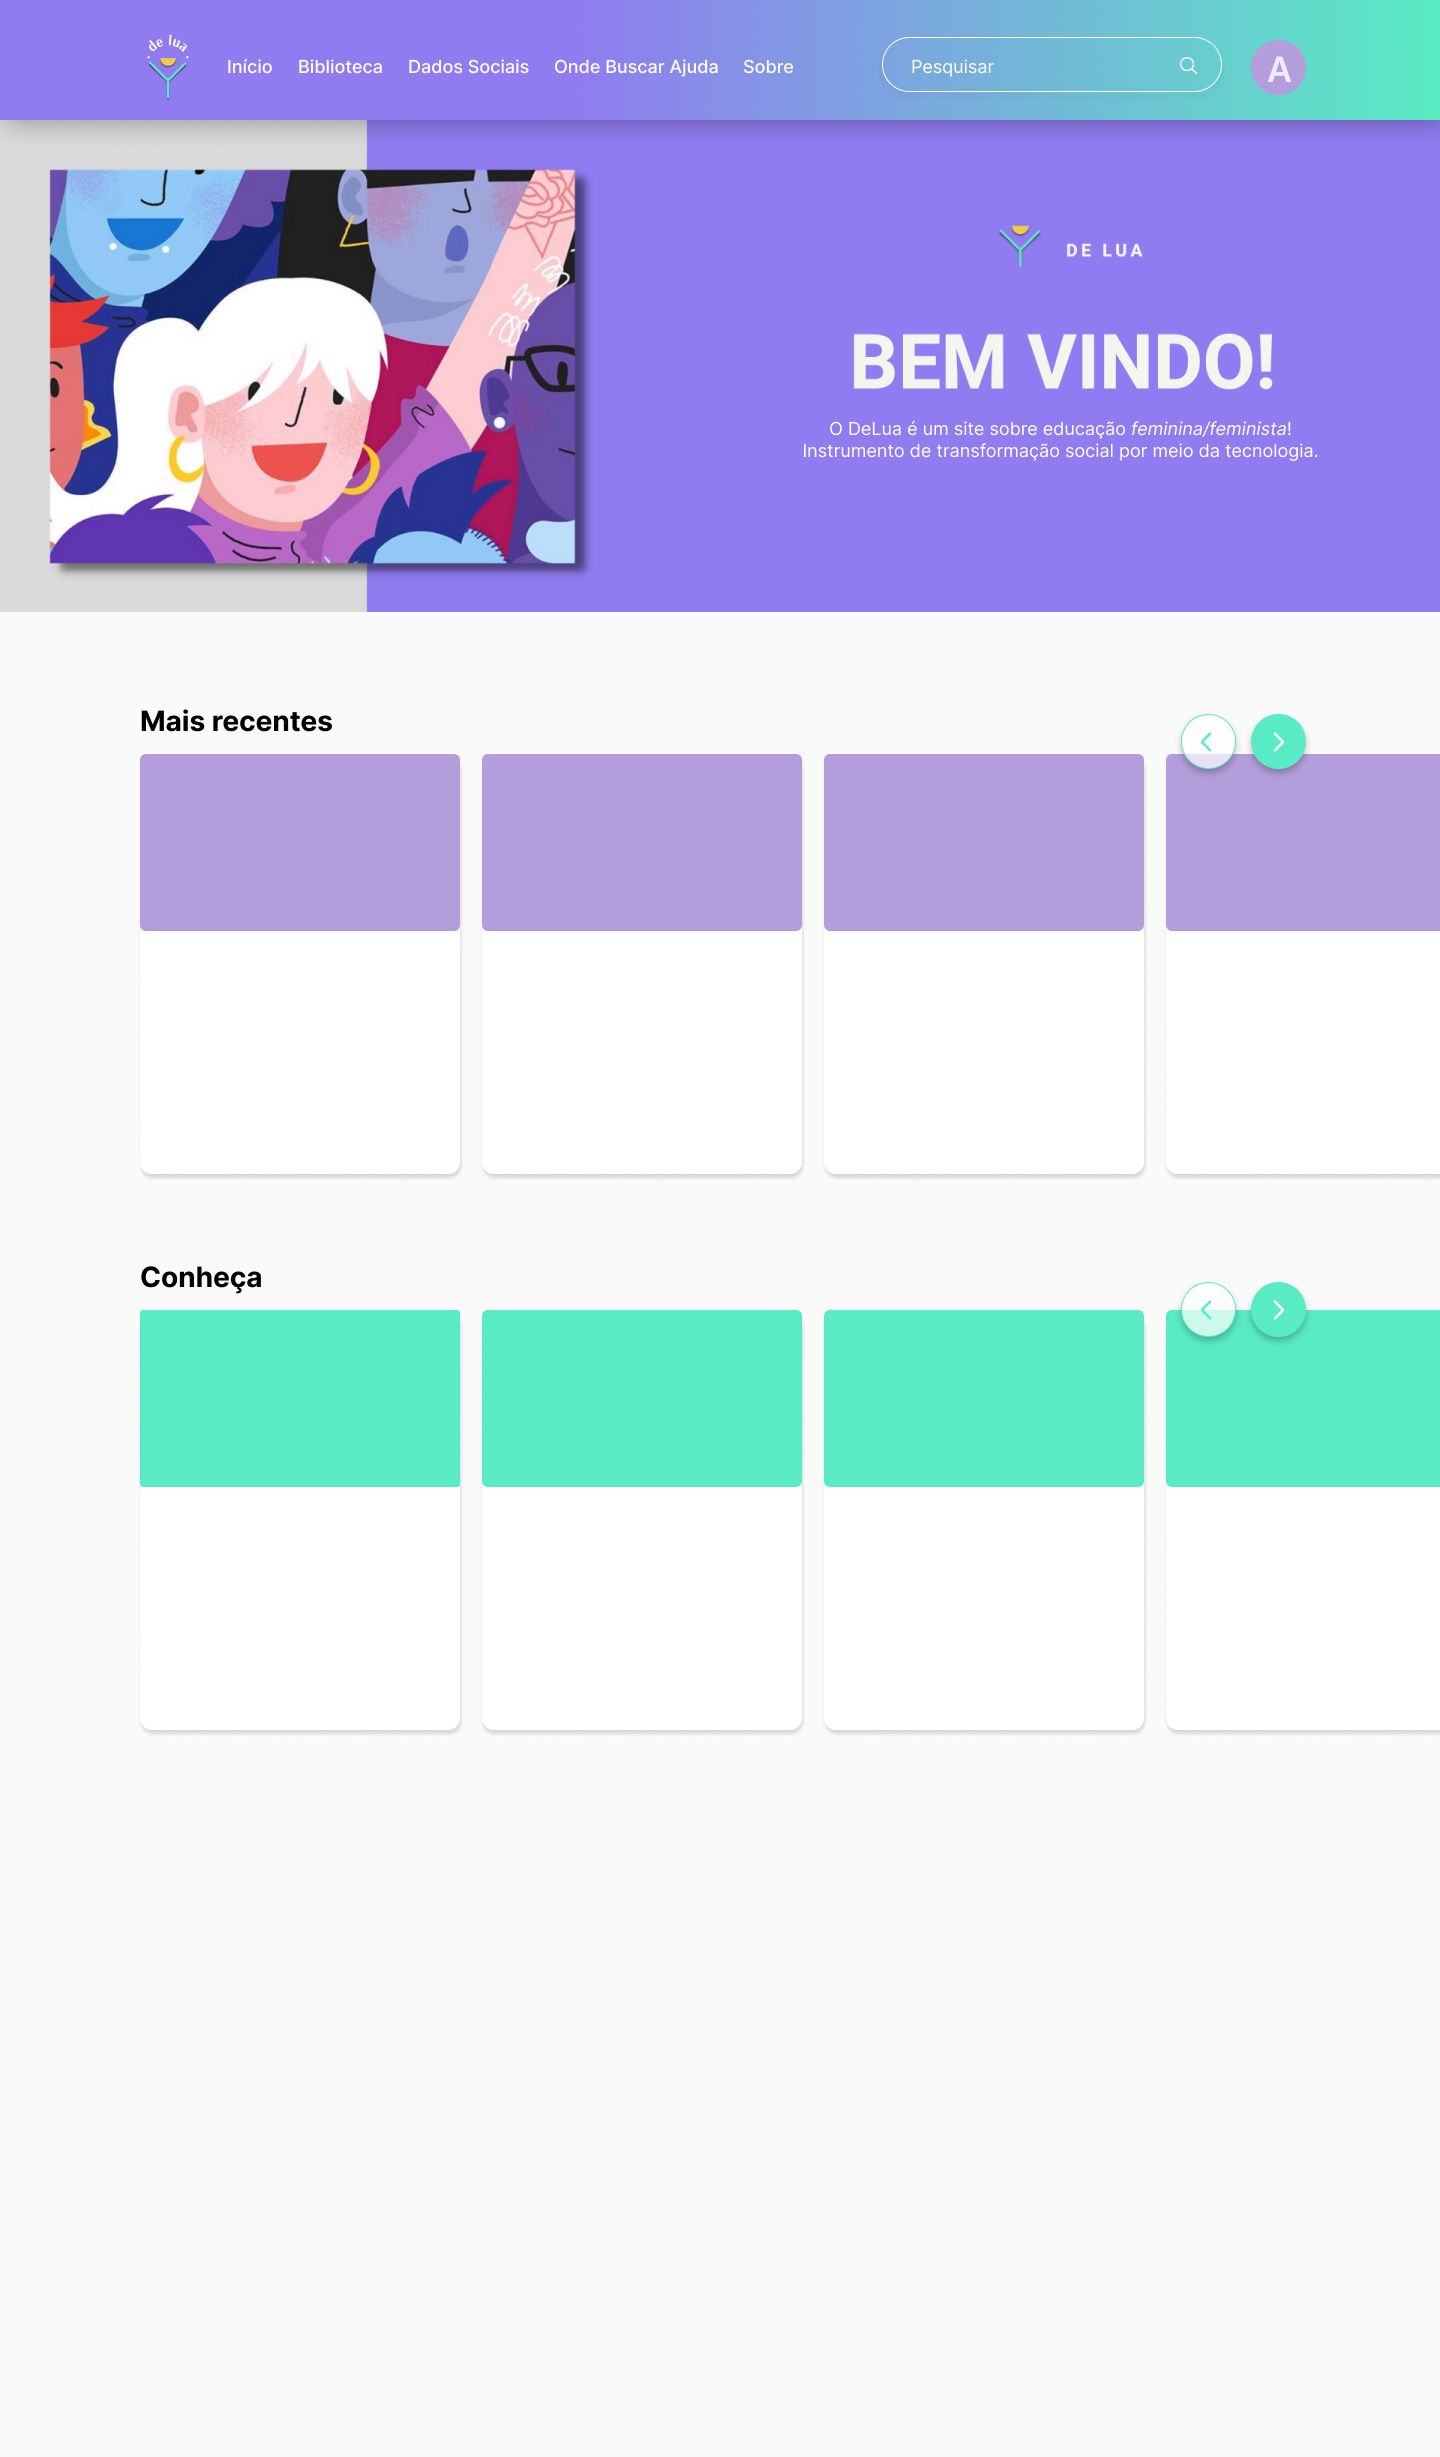 de lua
Início Biblioteca Dados Sociais Onde Buscar Ajuda Sobre
Pesquisar
A
DE LUA
BEM VINDO!
O DeLua é um site sobre educação feminina/feminista!
Instrumento de transformação social por meio da tecnologia.
Mais recentes
Conheça